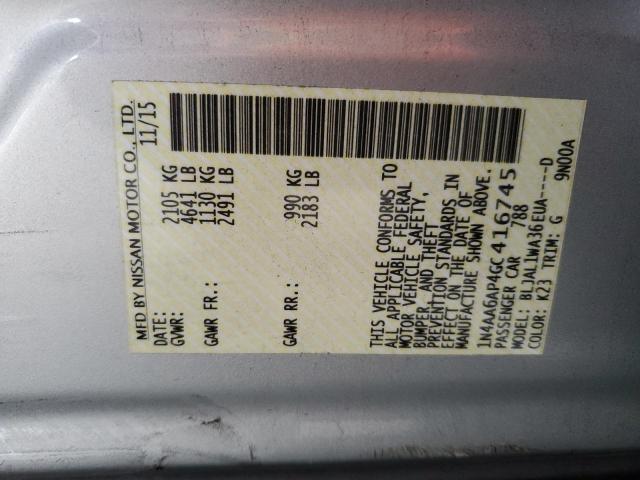 MFD BY NISSAN MOTOR CO., LTD.
DATE: 11/15
GVWR: 2105 KG
4641 LB
GAWR FR.: 1130 KG
2491 LB
GAWR RR.: 990 KG
2183 LB
THIS VEHICLE CONFORMS TO
ALL APPLICABLE FEDERAL
MOTOR VEHICLE SAFETY,
BUMPER, AND THEFT
PREVENTION STANDARDS IN
EFFECT ON THE DATE OF
MANUFACTURE SHOWN ABOVE.
1N4AA6AP4GC416745
PASSENGER CAR 788
MODEL: BLJALLWA36EUA-----D
COLOR: K23 TRIM: G 9N00A